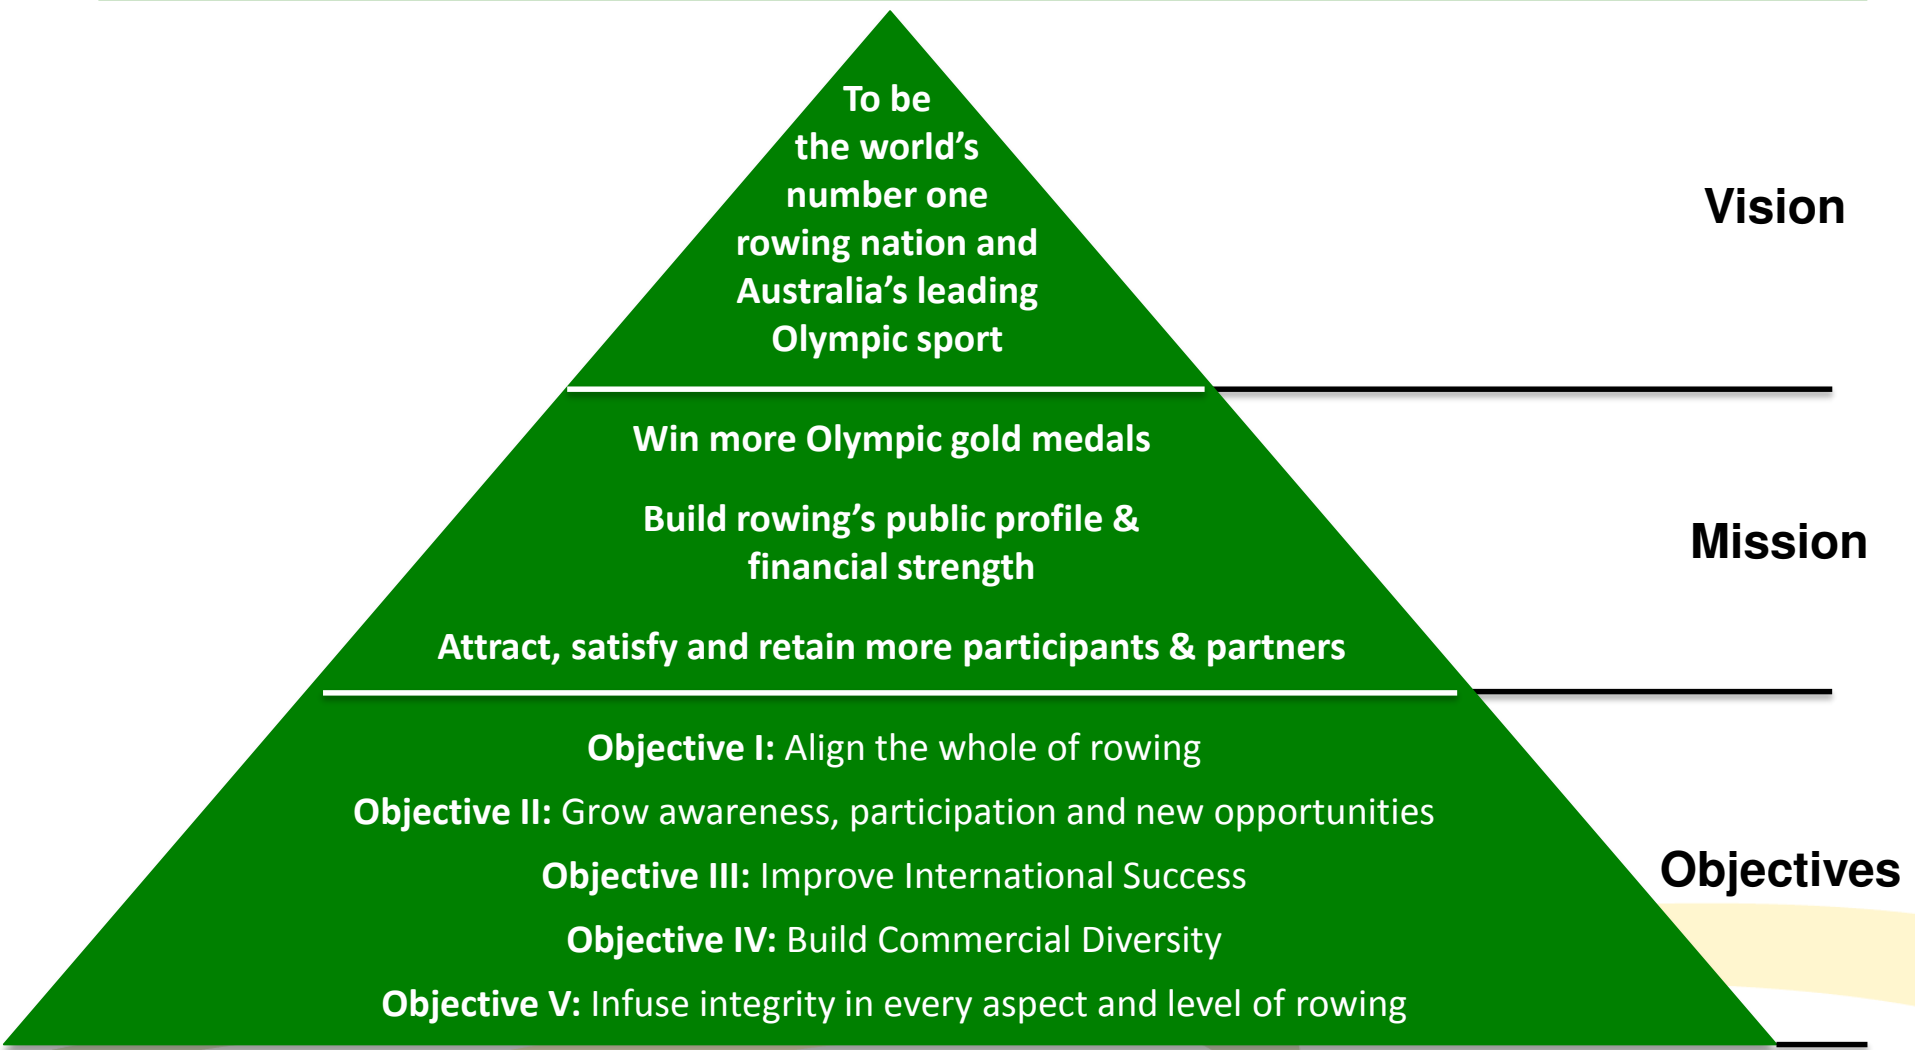 To be
the world’s
number one
rowing nation and
Australia’s leading
Olympic sport
Vision
Win more Olympic gold medals
Build rowing’s public profile &
financial strength
Attract, satisfy and retain more participants & partners
Mission
Objective I: Align the whole of rowing
Objective II: Grow awareness, participation and new opportunities
Objective III: Improve International Success
Objective IV: Build Commercial Diversity
Objective V: Infuse integrity in every aspect and level of rowing
Objectives